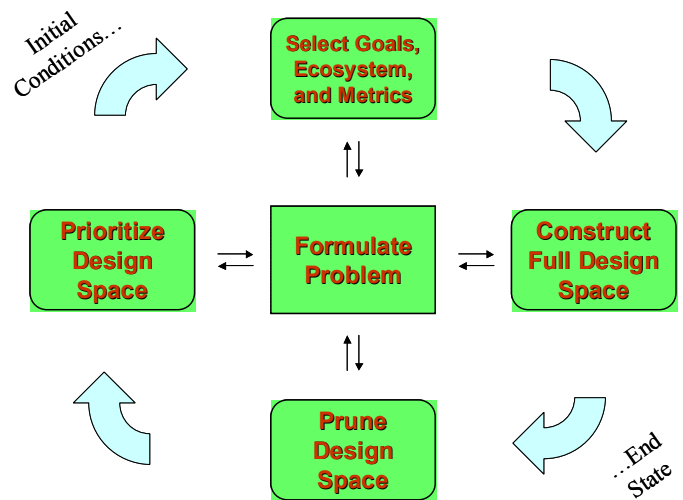 Initial
Conditions…
Select Goals,
Ecosystem,
and Metrics
Prioritize
Design
Space
Formulate
Problem
Construct
Full Design
Space
Prune
Design
Space
…End
State